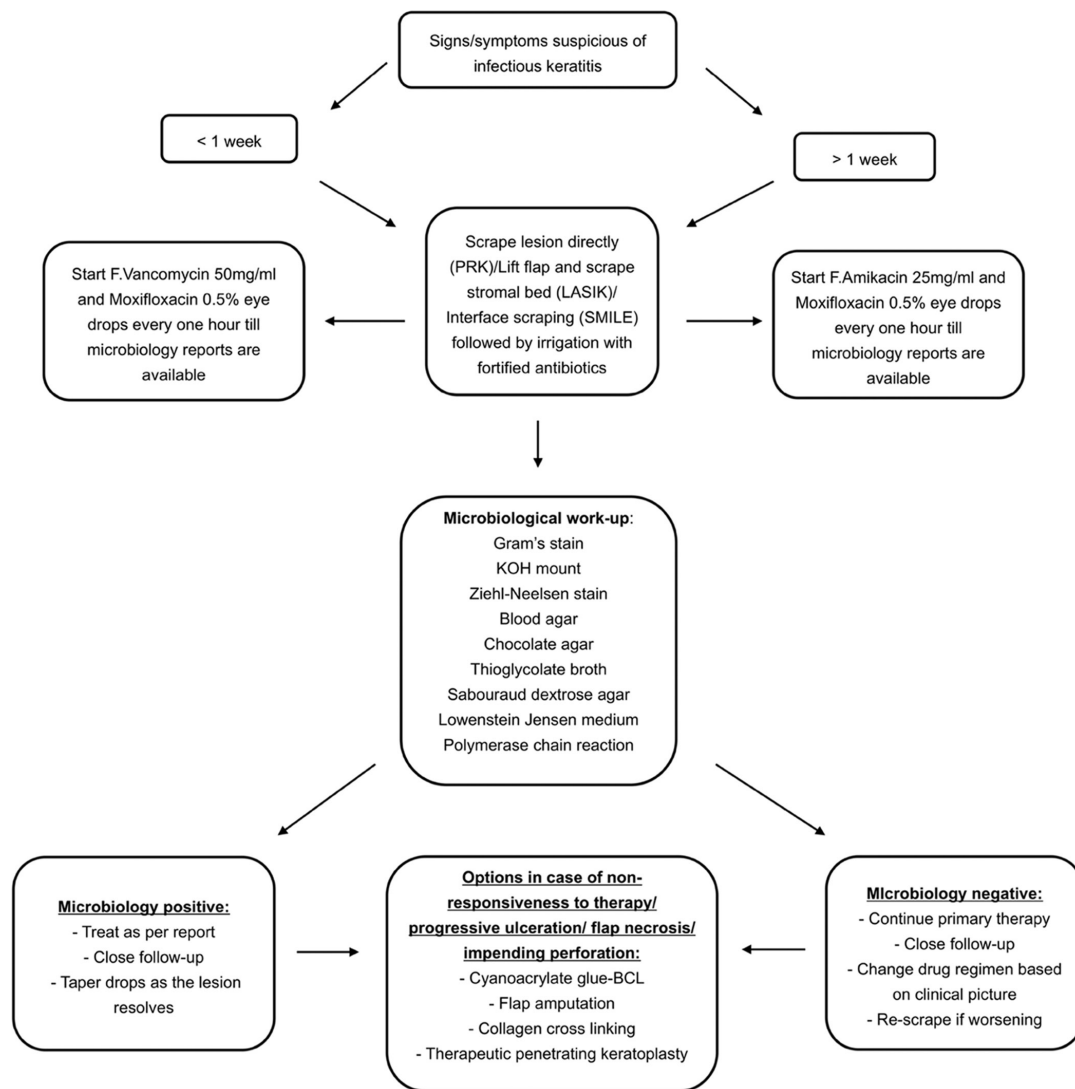 Signs/symptoms suspicious of
infectious keratitis
< 1 week
> 1 week
Scrape lesion directly
(PRK)/Lift flap and scrape
stromal bed (LASIK)/
Interface scraping (SMILE)
followed by irrigation with
fortified antibiotics
Start F.Vancomycin 50mg/ml
and Moxifloxacin 0.5% eye
drops every one hour till
microbiology reports are
available
Start F.Amikacin 25mg/ml and
Moxifloxacin 0.5% eye drops
every one hour till
microbiology reports are
available
Microbiological work-up:
Gram’s stain
KOH mount
Ziehl-Neelsen stain
Blood agar
Chocolate agar
Thioglycolate broth
Sabouraud dextrose agar
Lowenstein Jensen medium
Polymerase chain reaction
Microbiology positive:
- Treat as per report
- Close follow-up
- Taper drops as the lesion
resolves
Options in case of non-
responsiveness to therapy/
progressive ulceration/ flap necrosis/
impending perforation:
- Cyanoacrylate glue-BCL
- Flap amputation
- Collagen cross linking
- Therapeutic penetrating keratoplasty
MIcrobiology negative:
- Continue primary therapy
- Close follow-up
- Change drug regimen based
on clinical picture
- Re-scrape if worsening